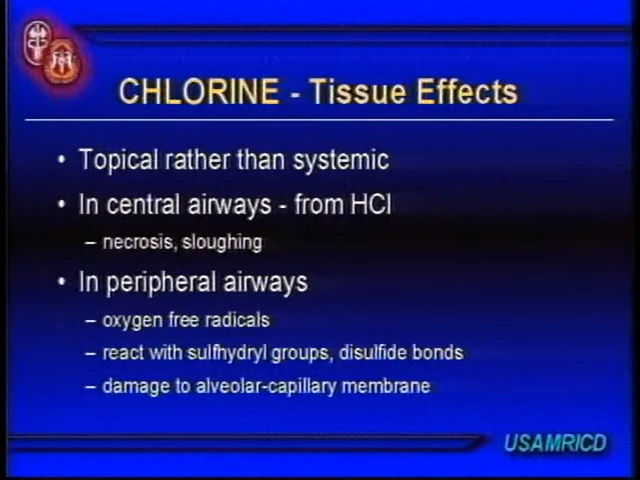 CHLORINE - Tissue Effects
• Topical rather than systemic
• In central airways - from HCl
– necrosis, sloughing
• In peripheral airways
– oxygen free radicals
– react with sulfhydryl groups, disulfide bonds
– damage to alveolar-capillary membrane
USAMRICD